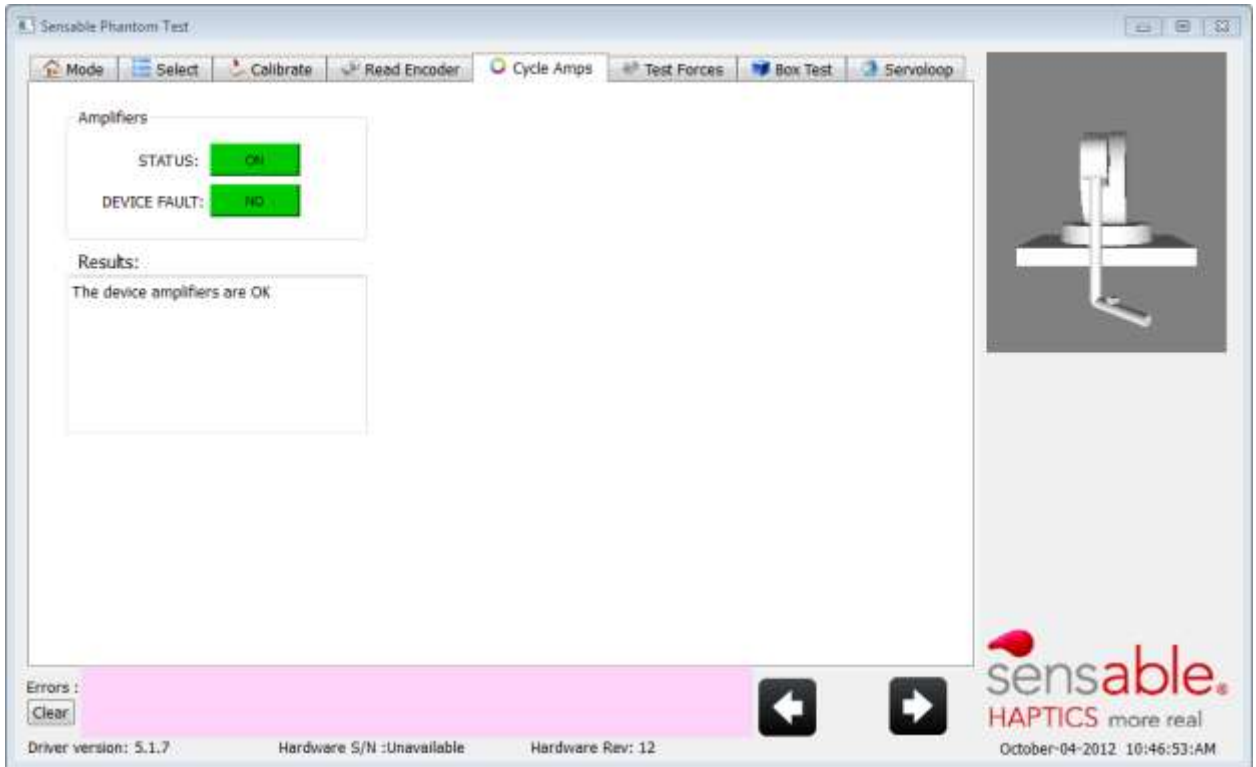 Sensable Phantom Test
Mode Select Calibrate Read Encoder Cycle Amps Test Forces Box Test Servoloop
Amplifiers
STATUS: ON
DEVICE FAULT: NO
Results:
The device amplifiers are OK
Errors :
Clear
sensable®
HAPTICS more real
Driver version: 5.1.7 Hardware S/N :Unavailable Hardware Rev: 12 October-04-2012 10:46:53:AM